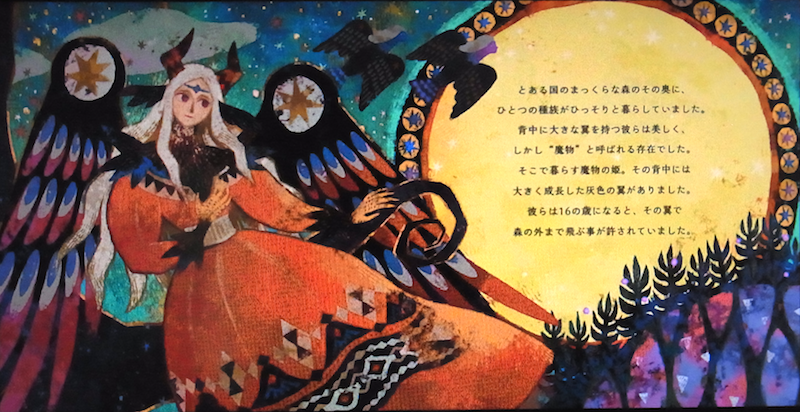 とある国のまっくらな森のその奥に、
ひとつの種族がひっそりと暮らしていました。
背中に大きな翼を持つ彼らは美しく、
しかし“魔物”と呼ばれる存在でした。
そこで暮らす魔物の姫。その背中には
大きく成長した灰色の翼がありました。
彼らは16の歳になると、その翼で
森の外まで飛ぶ事が許されていました。